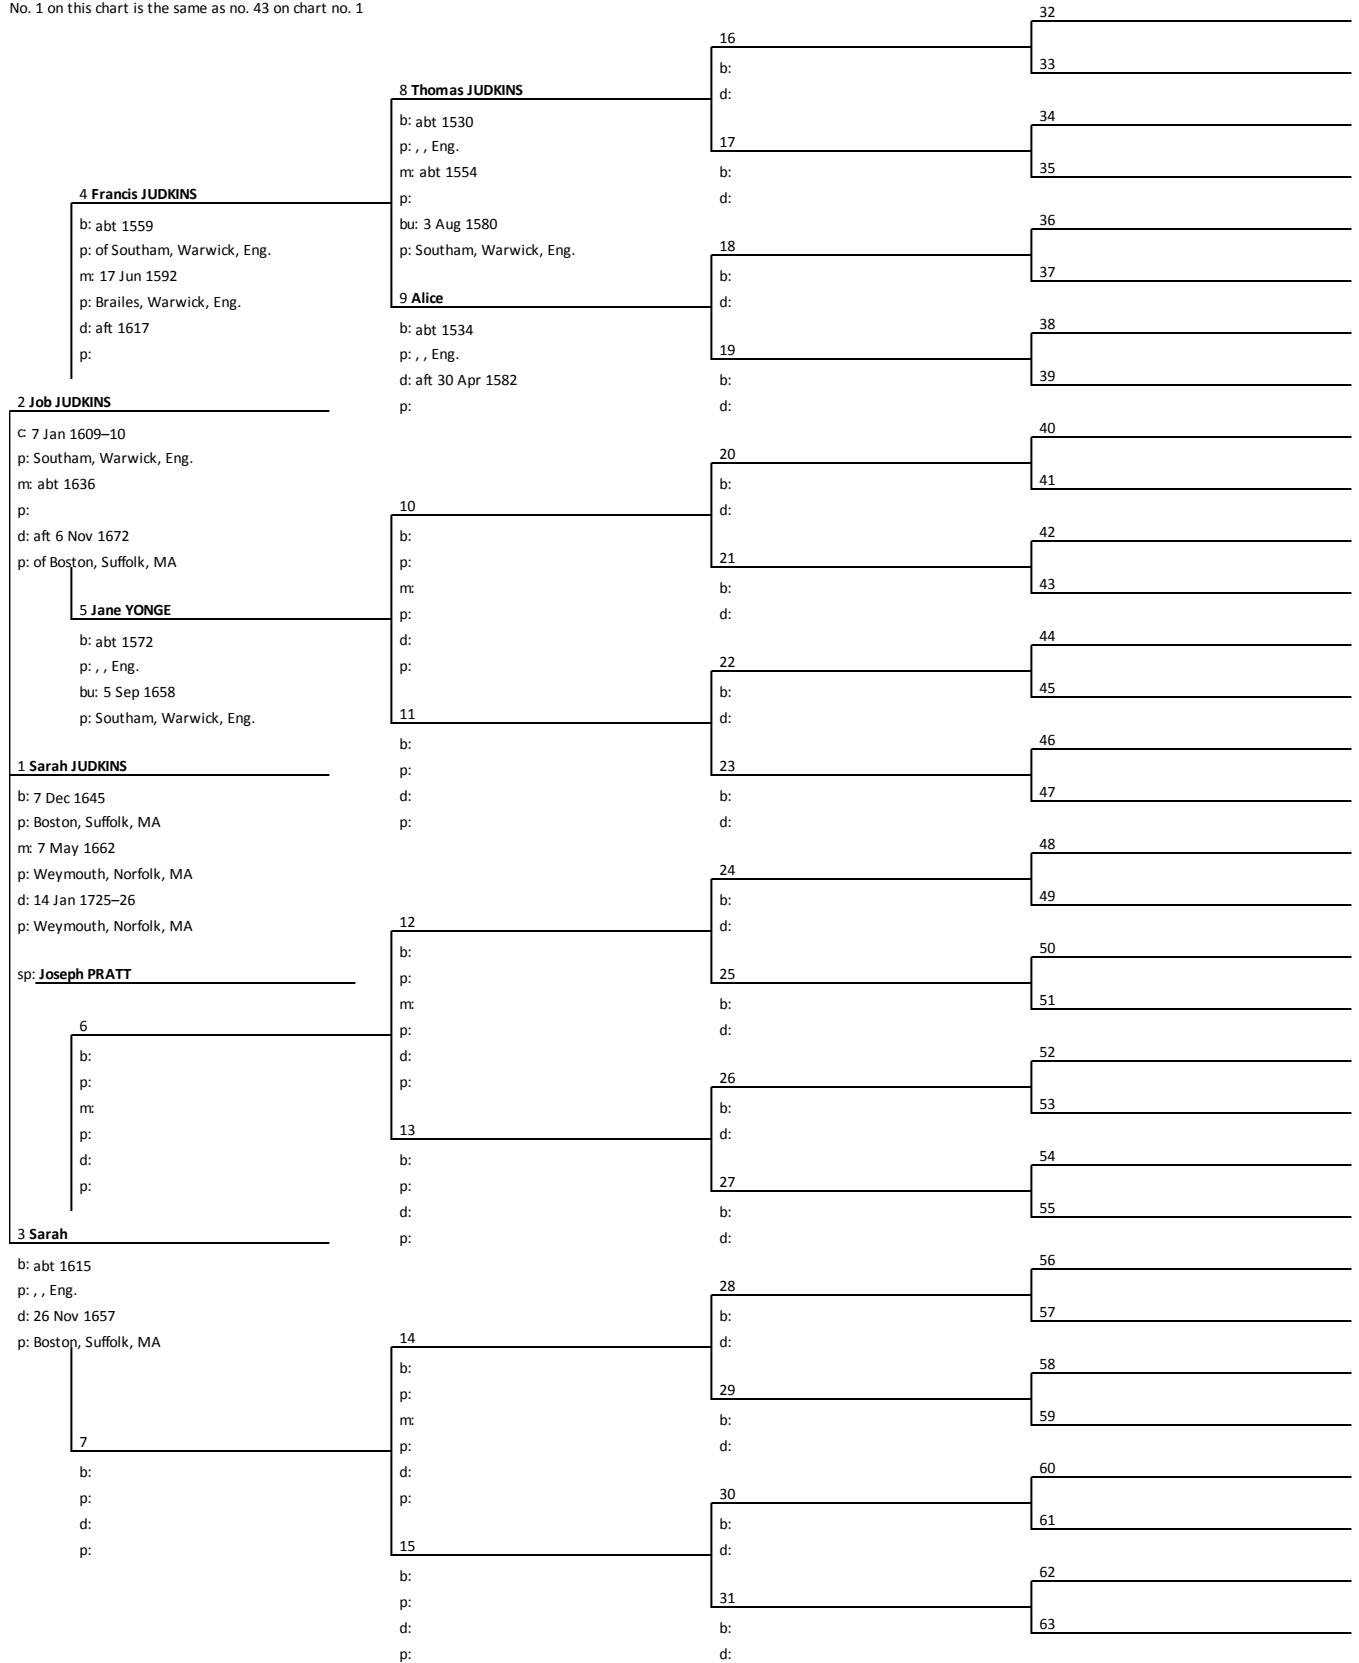 No. 1 on this chart is the same as no. 43 on chart no. 1
2 Job JUDKINS
c: 7 Jan 1609–10
p: Southam, Warwick, Eng.
m: abt 1636
p:
d: aft 6 Nov 1672
p: of Boston, Suffolk, MA
1 Sarah JUDKINS
b: 7 Dec 1645
p: Boston, Suffolk, MA
m: 7 May 1662
p: Weymouth, Norfolk, MA
d: 14 Jan 1725–26
p: Weymouth, Norfolk, MA
sp: Joseph PRATT
3 Sarah
b: abt 1615
p: , , Eng.
d: 26 Nov 1657
p: Boston, Suffolk, MA
4 Francis JUDKINS
b: abt 1559
p: of Southam, Warwick, Eng.
m: 17 Jun 1592
p: Brailes, Warwick, Eng.
d: aft 1617
p:
5 Jane YONGE
b: abt 1572
p: , , Eng.
bu: 5 Sep 1658
p: Southam, Warwick, Eng.
6
b:
p:
m:
p:
d:
p:
7
b:
p:
d:
p:
8 Thomas JUDKINS
b: abt 1530
p: , , Eng.
m: abt 1554
p:
bu: 3 Aug 1580
p: Southam, Warwick, Eng.
9 Alice
b: abt 1534
p: , , Eng.
d: aft 30 Apr 1582
p:
10
b:
p:
m:
p:
d:
p:
11
b:
p:
d:
p:
12
b:
p:
m:
p:
d:
p:
13
b:
p:
d:
p:
14
b:
p:
m:
p:
d:
p:
15
b:
p:
d:
p:
16
b:
d:
17
b:
d:
18
b:
d:
19
b:
d:
20
b:
d:
21
b:
d:
22
b:
d:
23
b:
d:
24
b:
d:
25
b:
d:
26
b:
d:
27
b:
d:
28
b:
d:
29
b:
d:
30
b:
d:
31
b:
d:
32
33
34
35
36
37
38
39
40
41
42
43
44
45
46
47
48
49
50
51
52
53
54
55
56
57
58
59
60
61
62
63